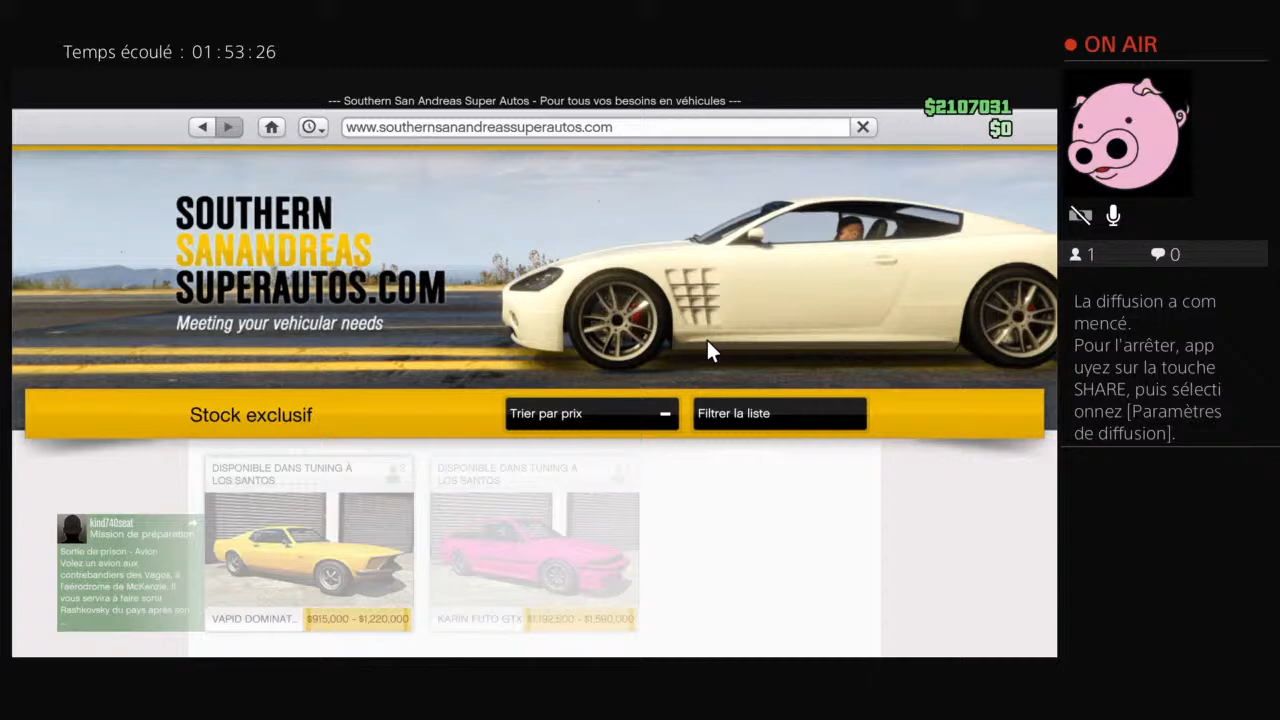 Temps écoulé : 01:53:26
ON AIR
--- Southern San Andreas Super Autos - Pour tous vos besoins en véhicules ---
$2107031
$0
www.southernsanandreassuperautos.com
SOUTHERN
SANANDREAS
SUPERAUTOS.COM
Meeting your vehicular needs
1
0
La diffusion a com
mencé.
Pour l'arrêter, app
uyez sur la touche
SHARE, puis sélecti
onnez [Paramètres
de diffusion].
Stock exclusif
Trier par prix
Filtrer la liste
DISPONIBLE DANS TUNING À
LOS SANTOS
2
DISPONIBLE DANS TUNING À
LOS SANTOS
kind740seat
Mission de préparation
Sortie de prison - Avion
Volez un avion aux
contrebandiers des Vagos, à
l'aérodrome de McKenzie. Il
vous servira à faire sortir
Rashkovsky du pays après son
...
VAPID DOMINAT...
$915,000 - $1,220,000
KARIN FUTO GTX
$1,192,500 - $1,590,000